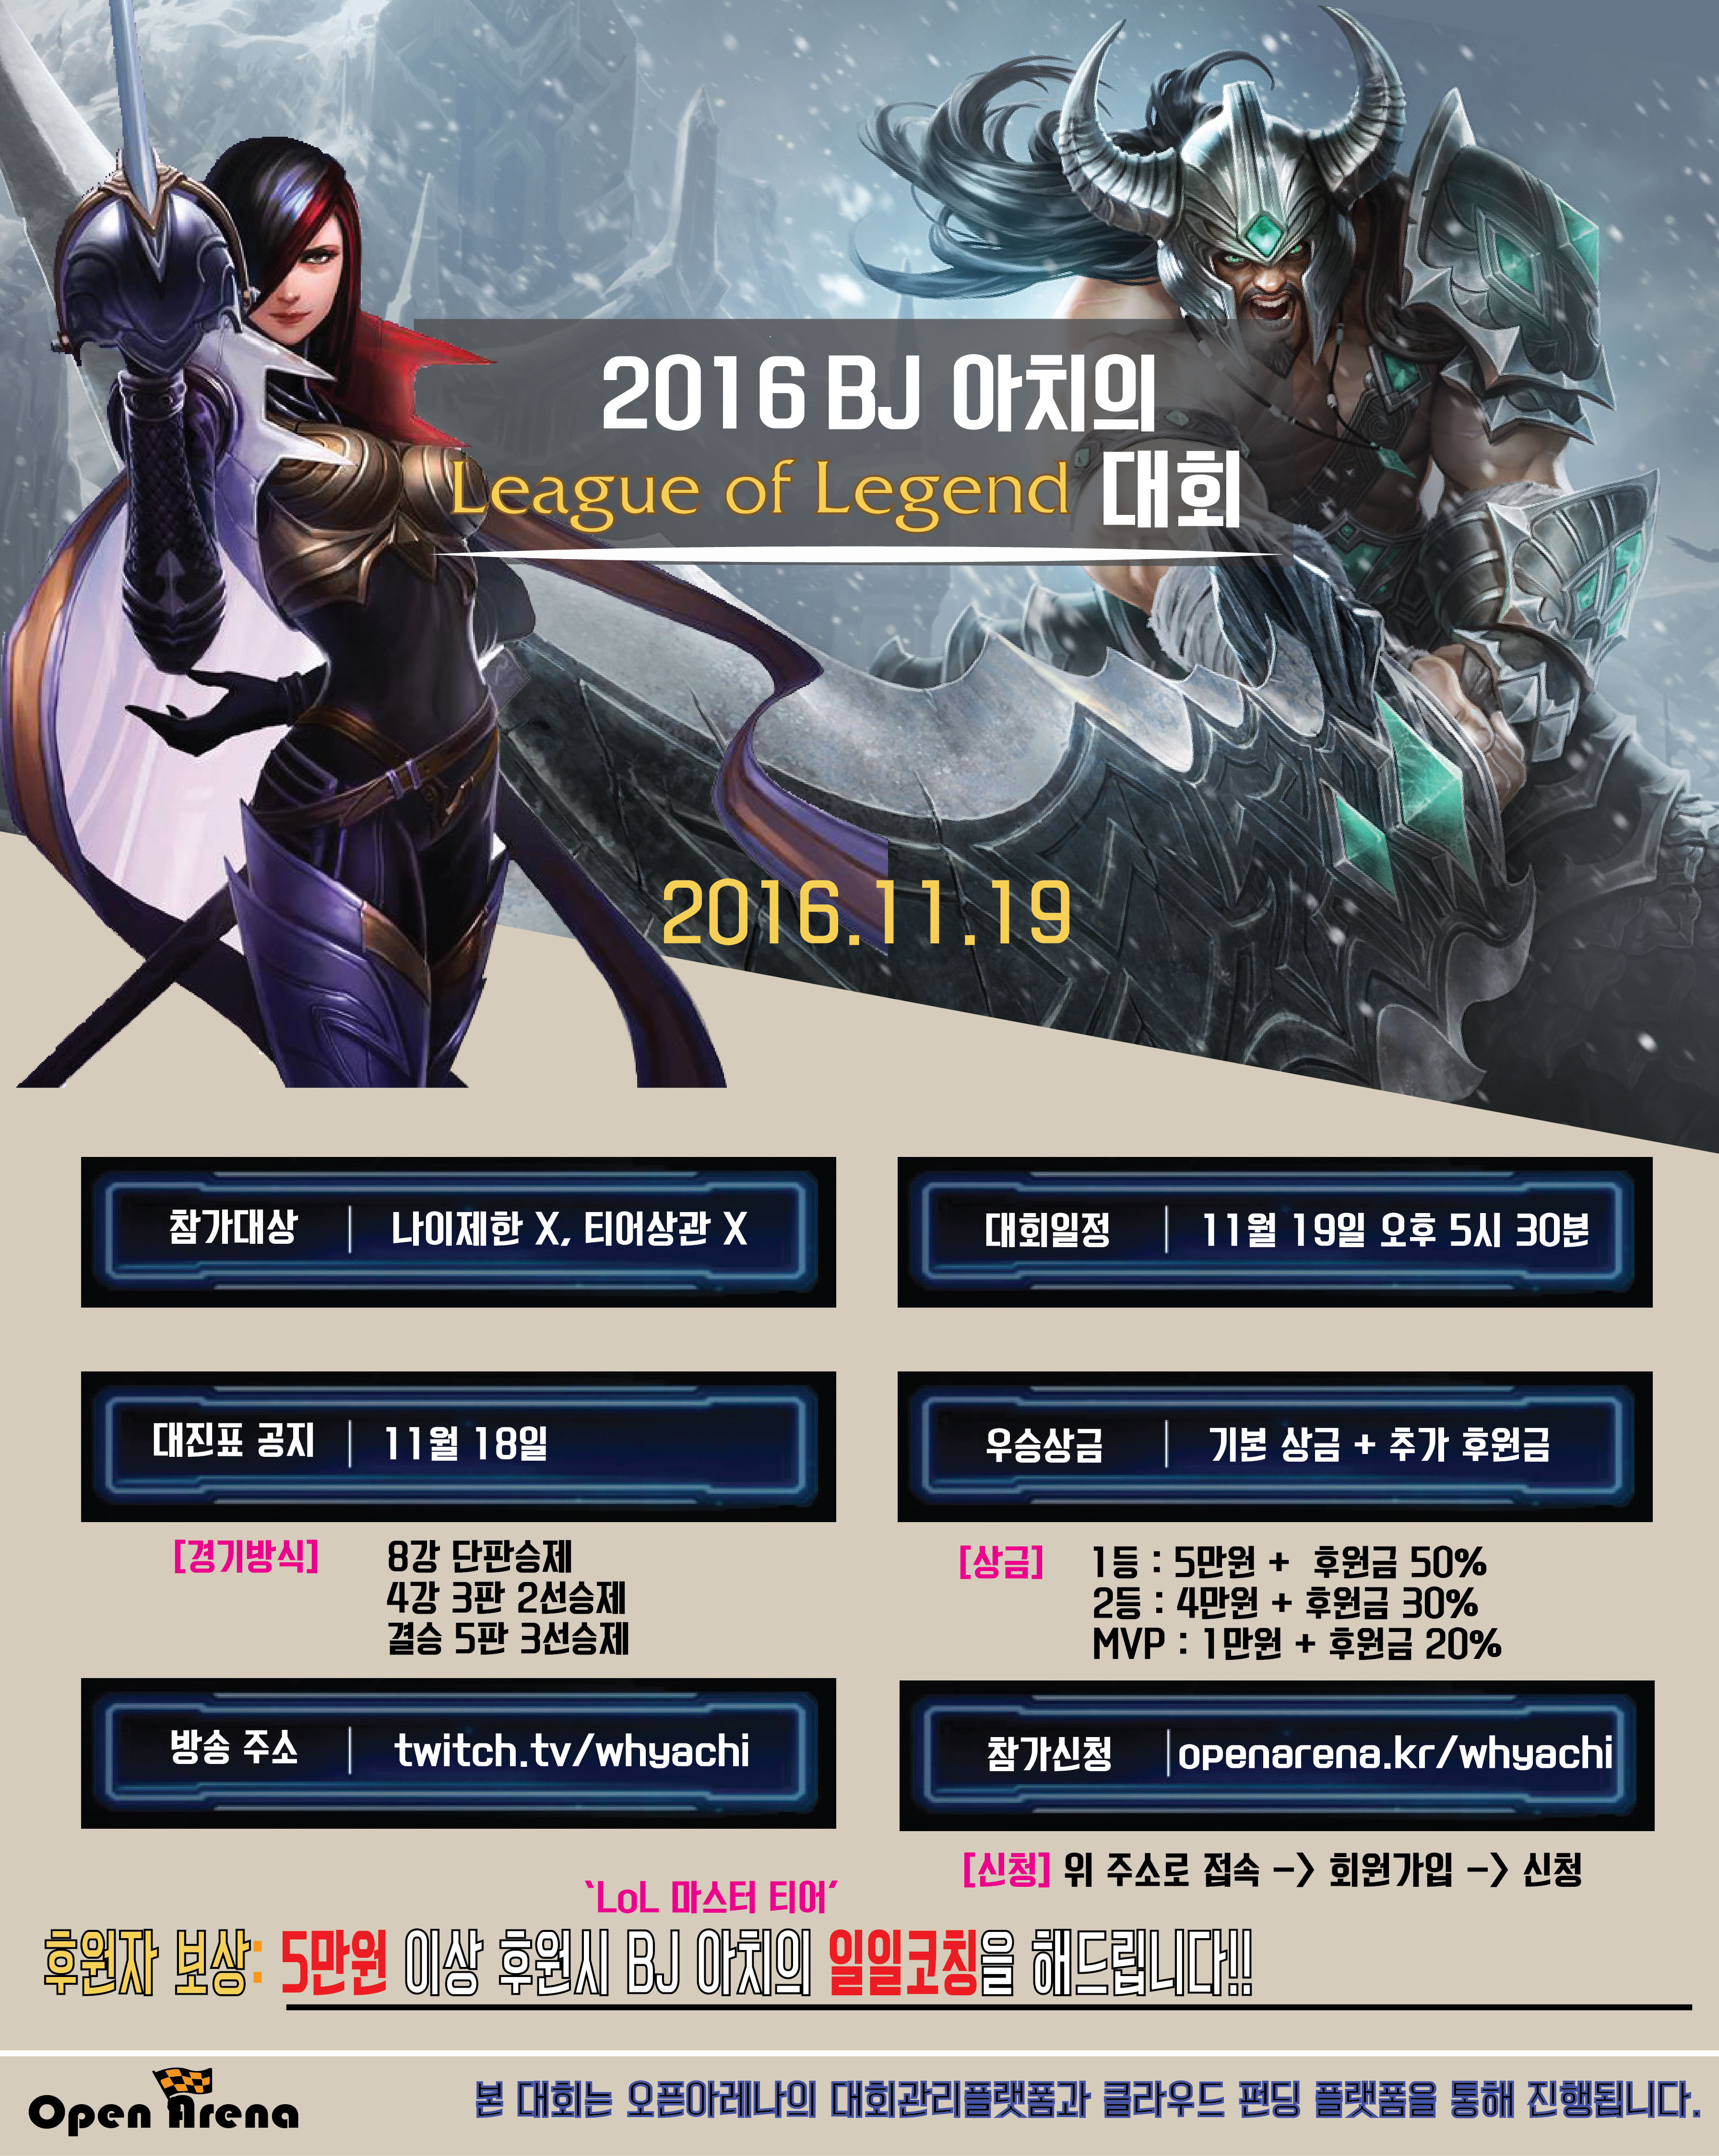 2016 BJ 아치의
League of Legend 대회
2016.11.19
참가대상 | 나이제한 X, 티어상관 X
대회일정 | 11월 19일 오후 5시 30분
대진표 공지 | 11월 18일
우승상금 | 기본 상금 + 추가 후원금
[경기방식] 8강 단판승제
4강 3판 2선승제
결승 5판 3선승제
[상금] 1등 : 5만원 + 후원금 50%
2등 : 4만원 + 후원금 30%
MVP : 1만원 + 후원금 20%
방송 주소 | twitch.tv/whyachi
참가신청 | openarena.kr/whyachi
[신청] 위 주소로 접속 -> 회원가입 -> 신청
`LoL 마스터 티어´
후원자 보상: 5만원 이상 후원시 BJ 아치의 일일코칭을 해드립니다!!
Open Arena
본 대회는 오픈아레나의 대회관리플랫폼과 클라우드 펀딩 플랫폼을 통해 진행됩니다.